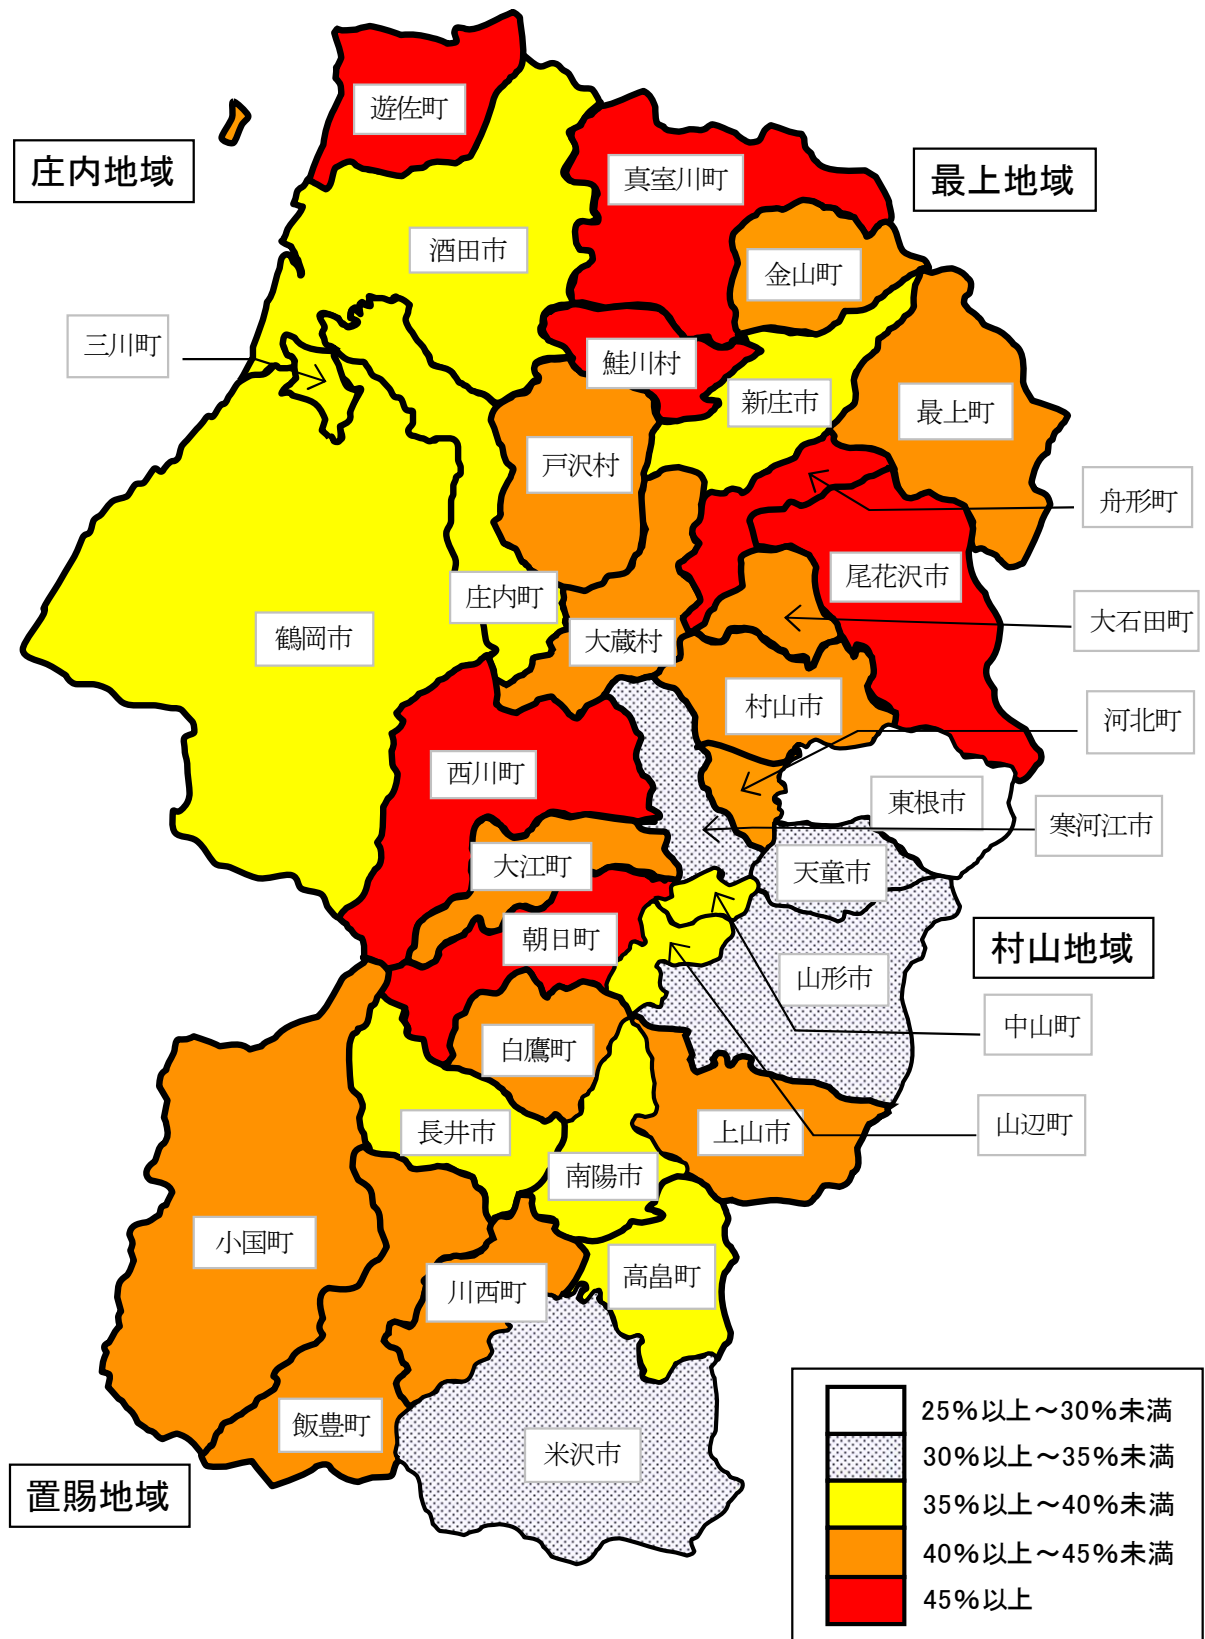 遊佐町
庄内地域
真室川町
最上地域
酒田市
金山町
三川町
鮭川村
新庄市
最上町
戸沢村
舟形町
尾花沢市
庄内町
大石田町
鶴岡市
大蔵村
村山市
河北町
西川町
東根市
寒河江市
大江町
天童市
朝日町
村山地域
山形市
中山町
白鷹町
長井市
上山市
山辺町
南陽市
小国町
高畠町
川西町
飯豊町
米沢市
置賜地域
25%以上～30%未満
30%以上～35%未満
35%以上～40%未満
40%以上～45%未満
45%以上